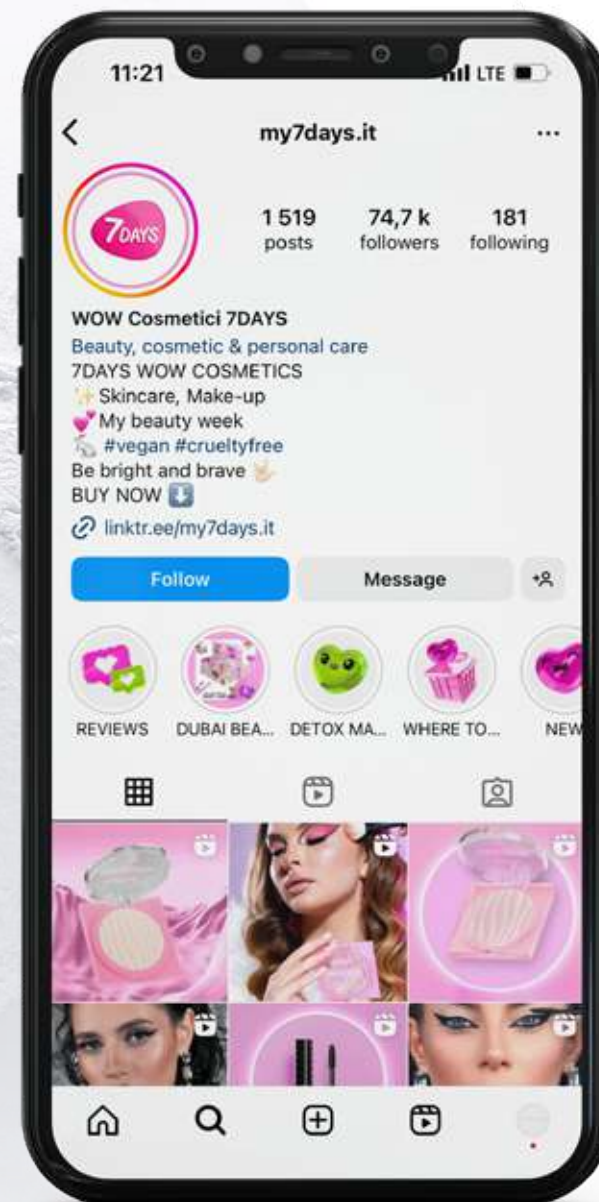 11:21
LTE
my7days.it
7DAYS
1 519 posts
74,7 k followers
181 following
WOW Cosmetici 7DAYS
Beauty, cosmetic & personal care
7DAYS WOW COSMETICS
✨ Skincare, Make-up
💕 My beauty week
🐇 #vegan #crueltyfree
Be bright and brave 🤟🏻
BUY NOW ⬇️
linktr.ee/my7days.it
Follow Message
REVIEWS DUBAI BEA... DETOX MA... WHERE TO... NEW